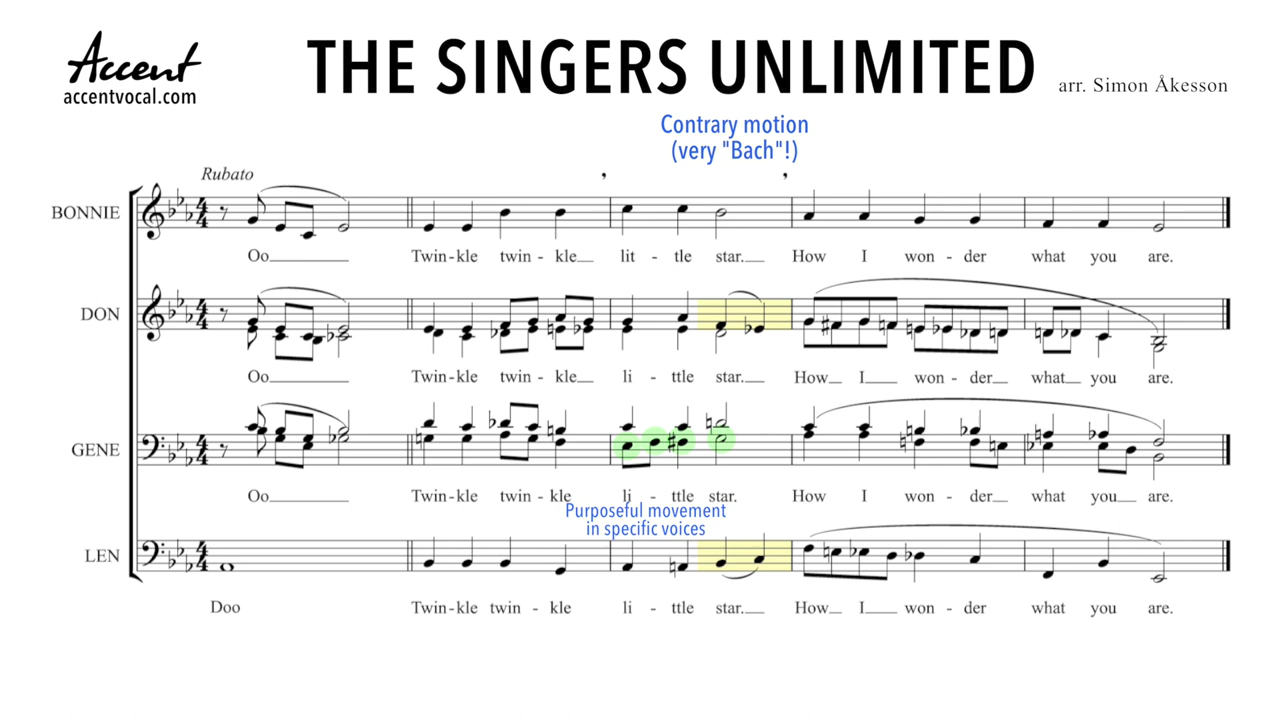 Accent
accentvocal.com
THE SINGERS UNLIMITED
arr. Simon Åkesson
Contrary motion
(very "Bach"!)
Rubato
BONNIE
Oo Twin-kle twin - kle lit - tle star. How I won - der what you are.
DON
Oo Twin-kle twin - kle li - ttle star. How I won - der what you are.
GENE
Oo Twin-kle twin - kle li - ttle star. How I won - der what you are.
Purposeful movement
in specific voices
LEN
Doo Twin-kle twin - kle li - ttle star. How I won - der what you are.